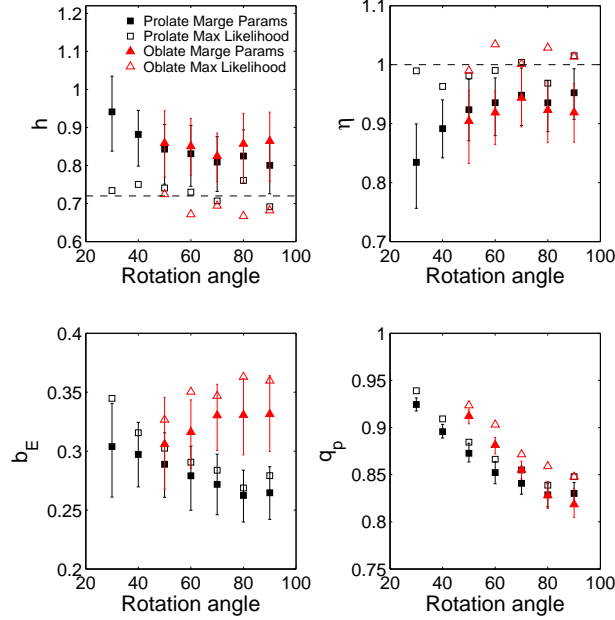 1.2
1.1
1
0.9
0.8
0.7
0.6
h
Prolate Marge Params
Prolate Max Likelihood
Oblate Marge Params
Oblate Max Likelihood
20 40 60 80 100
Rotation angle
1.1
1
0.9
0.8
0.7
η
20 40 60 80 100
Rotation angle
0.4
0.35
0.3
0.25
0.2
b_E
20 40 60 80 100
Rotation angle
1
0.95
0.9
0.85
0.8
q_p
20 40 60 80 100
Rotation angle